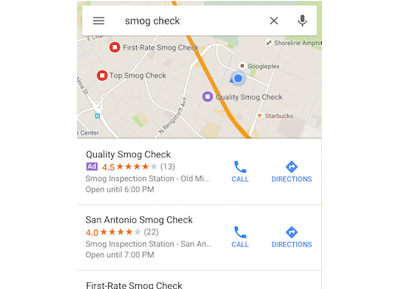 smog check
First-Rate Smog Check
Shoreline Amph
Googleplex
Top Smog Check
Quality Smog Check
N Rengstorff Ave
Starbucks
Center
Quality Smog Check
Ad 4.5 ★★★★★ (13)
Smog Inspection Station - Old Mi...
Open until 6:00 PM
CALL
DIRECTIONS
San Antonio Smog Check
4.0 ★★★★★ (22)
Smog Inspection Station - San An...
Open until 7:00 PM
CALL
DIRECTIONS
First-Rate Smog Check